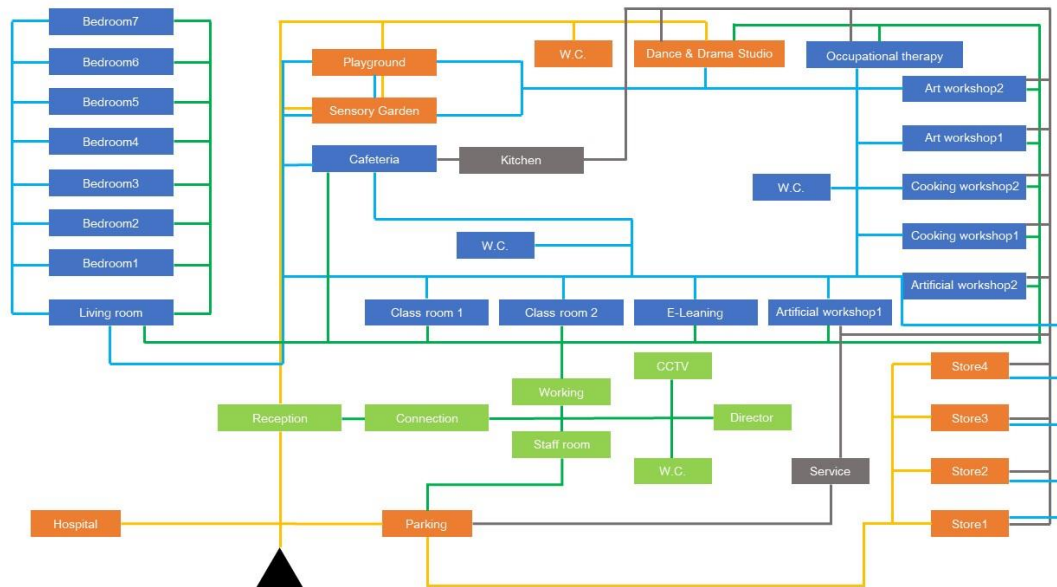 Bedroom7
Bedroom6
Bedroom5
Bedroom4
Bedroom3
Bedroom2
Bedroom1
Living room
Playground
Sensory Garden
Cafeteria
Kitchen
W.C.
Dance & Drama Studio
Occupational therapy
Art workshop2
Art workshop1
W.C.
Cooking workshop2
Cooking workshop1
W.C.
Artificial workshop2
Class room 1
Class room 2
E-Leaning
Artificial workshop1
CCTV
Working
Reception
Connection
Director
Staff room
W.C.
Service
Store4
Store3
Store2
Store1
Hospital
Parking